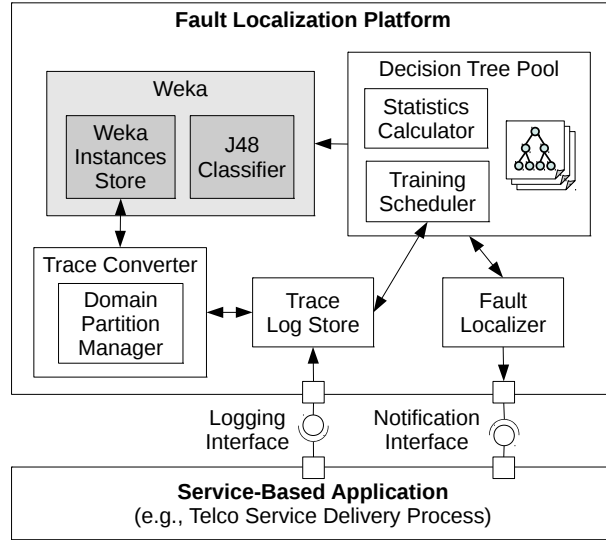 Fault Localization Platform
Weka
Weka
Instances
Store
J48
Classifier
Decision Tree Pool
Statistics
Calculator
Training
Scheduler
Trace Converter
Domain
Partition
Manager
Trace
Log Store
Fault
Localizer
Logging
Interface
Notification
Interface
Service-Based Application
(e.g., Telco Service Delivery Process)